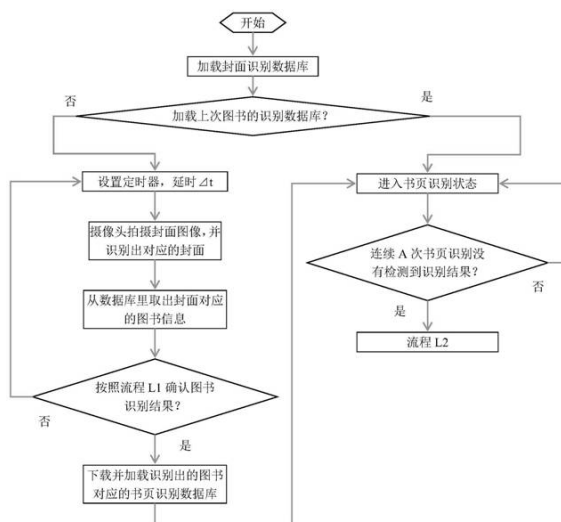 开始
加载封面识别数据库
加载上次图书的识别数据库？
否
是
设置定时器，延时⊿t
摄像头拍摄封面图像，并
识别出对应的封面
从数据库里取出封面对应
的图书信息
按照流程 L1 确认图书
识别结果？
否
是
下载并加载识别出的图书
对应的书页识别数据库
进入书页识别状态
连续 A 次书页识别没
有检测到识别结果？
是
否
流程 L2